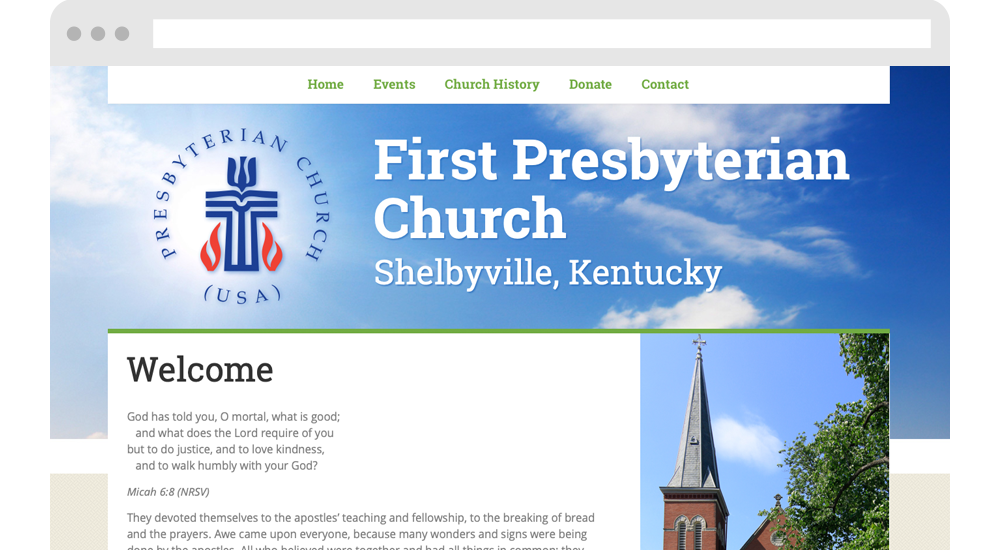 Home Events Church History Donate Contact
PRESBYTERIAN CHURCH
(USA)
First Presbyterian
Church
Shelbyville, Kentucky
Welcome
God has told you, O mortal, what is good;
and what does the Lord require of you
but to do justice, and to love kindness,
and to walk humbly with your God?
Micah 6:8 (NRSV)
They devoted themselves to the apostles’ teaching and fellowship, to the breaking of bread
and the prayers. Awe came upon everyone, because many wonders and signs were being
done by the apostles. All who believed were together and had all things in common; they